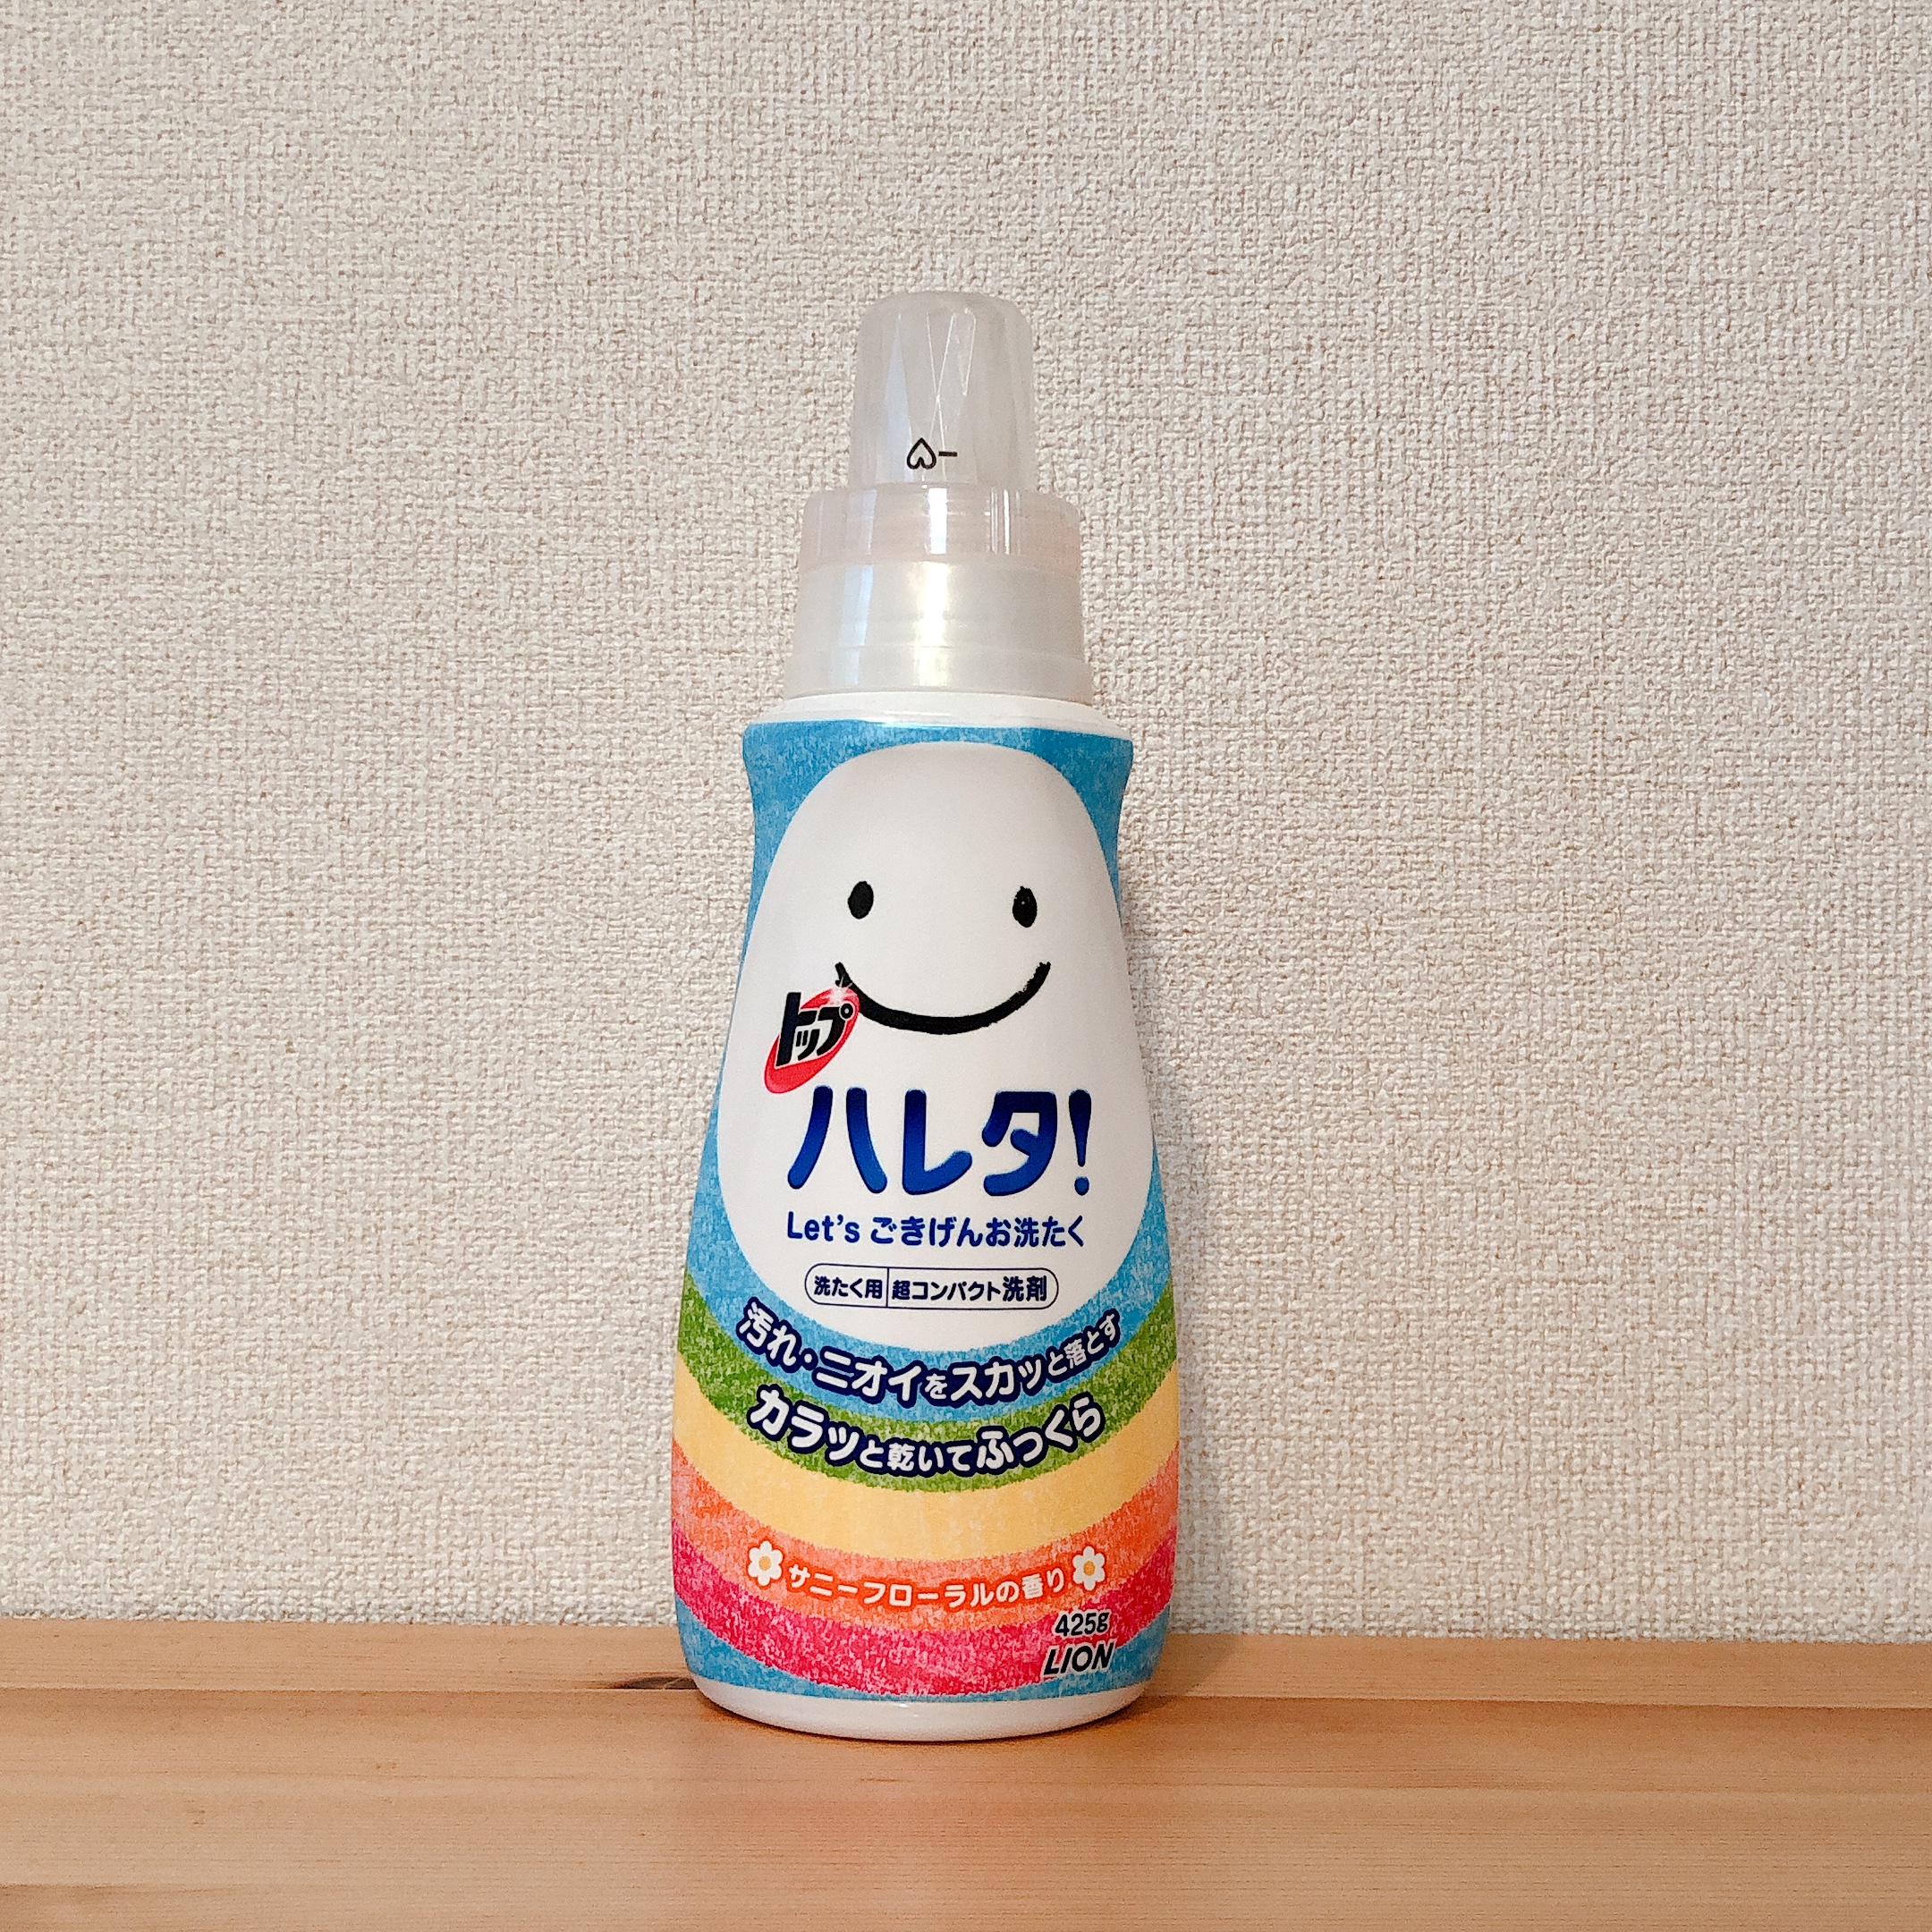 トップ
ハレタ!
Let's ごきげんお洗たく
洗たく用 超コンパクト洗剤
汚れ・ニオイをスカッと落とす
カラッと乾いてふっくら
サニーフローラルの香り
425g
LION